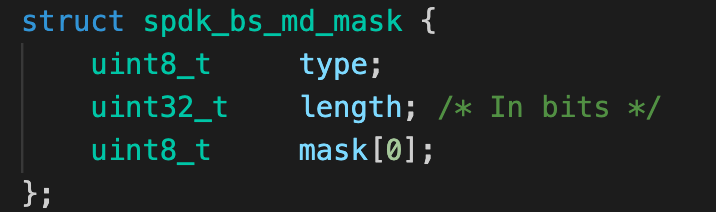 struct spdk_bs_md_mask {
    uint8_t     type;
    uint32_t    length; /* In bits */
    uint8_t     mask[0];
};